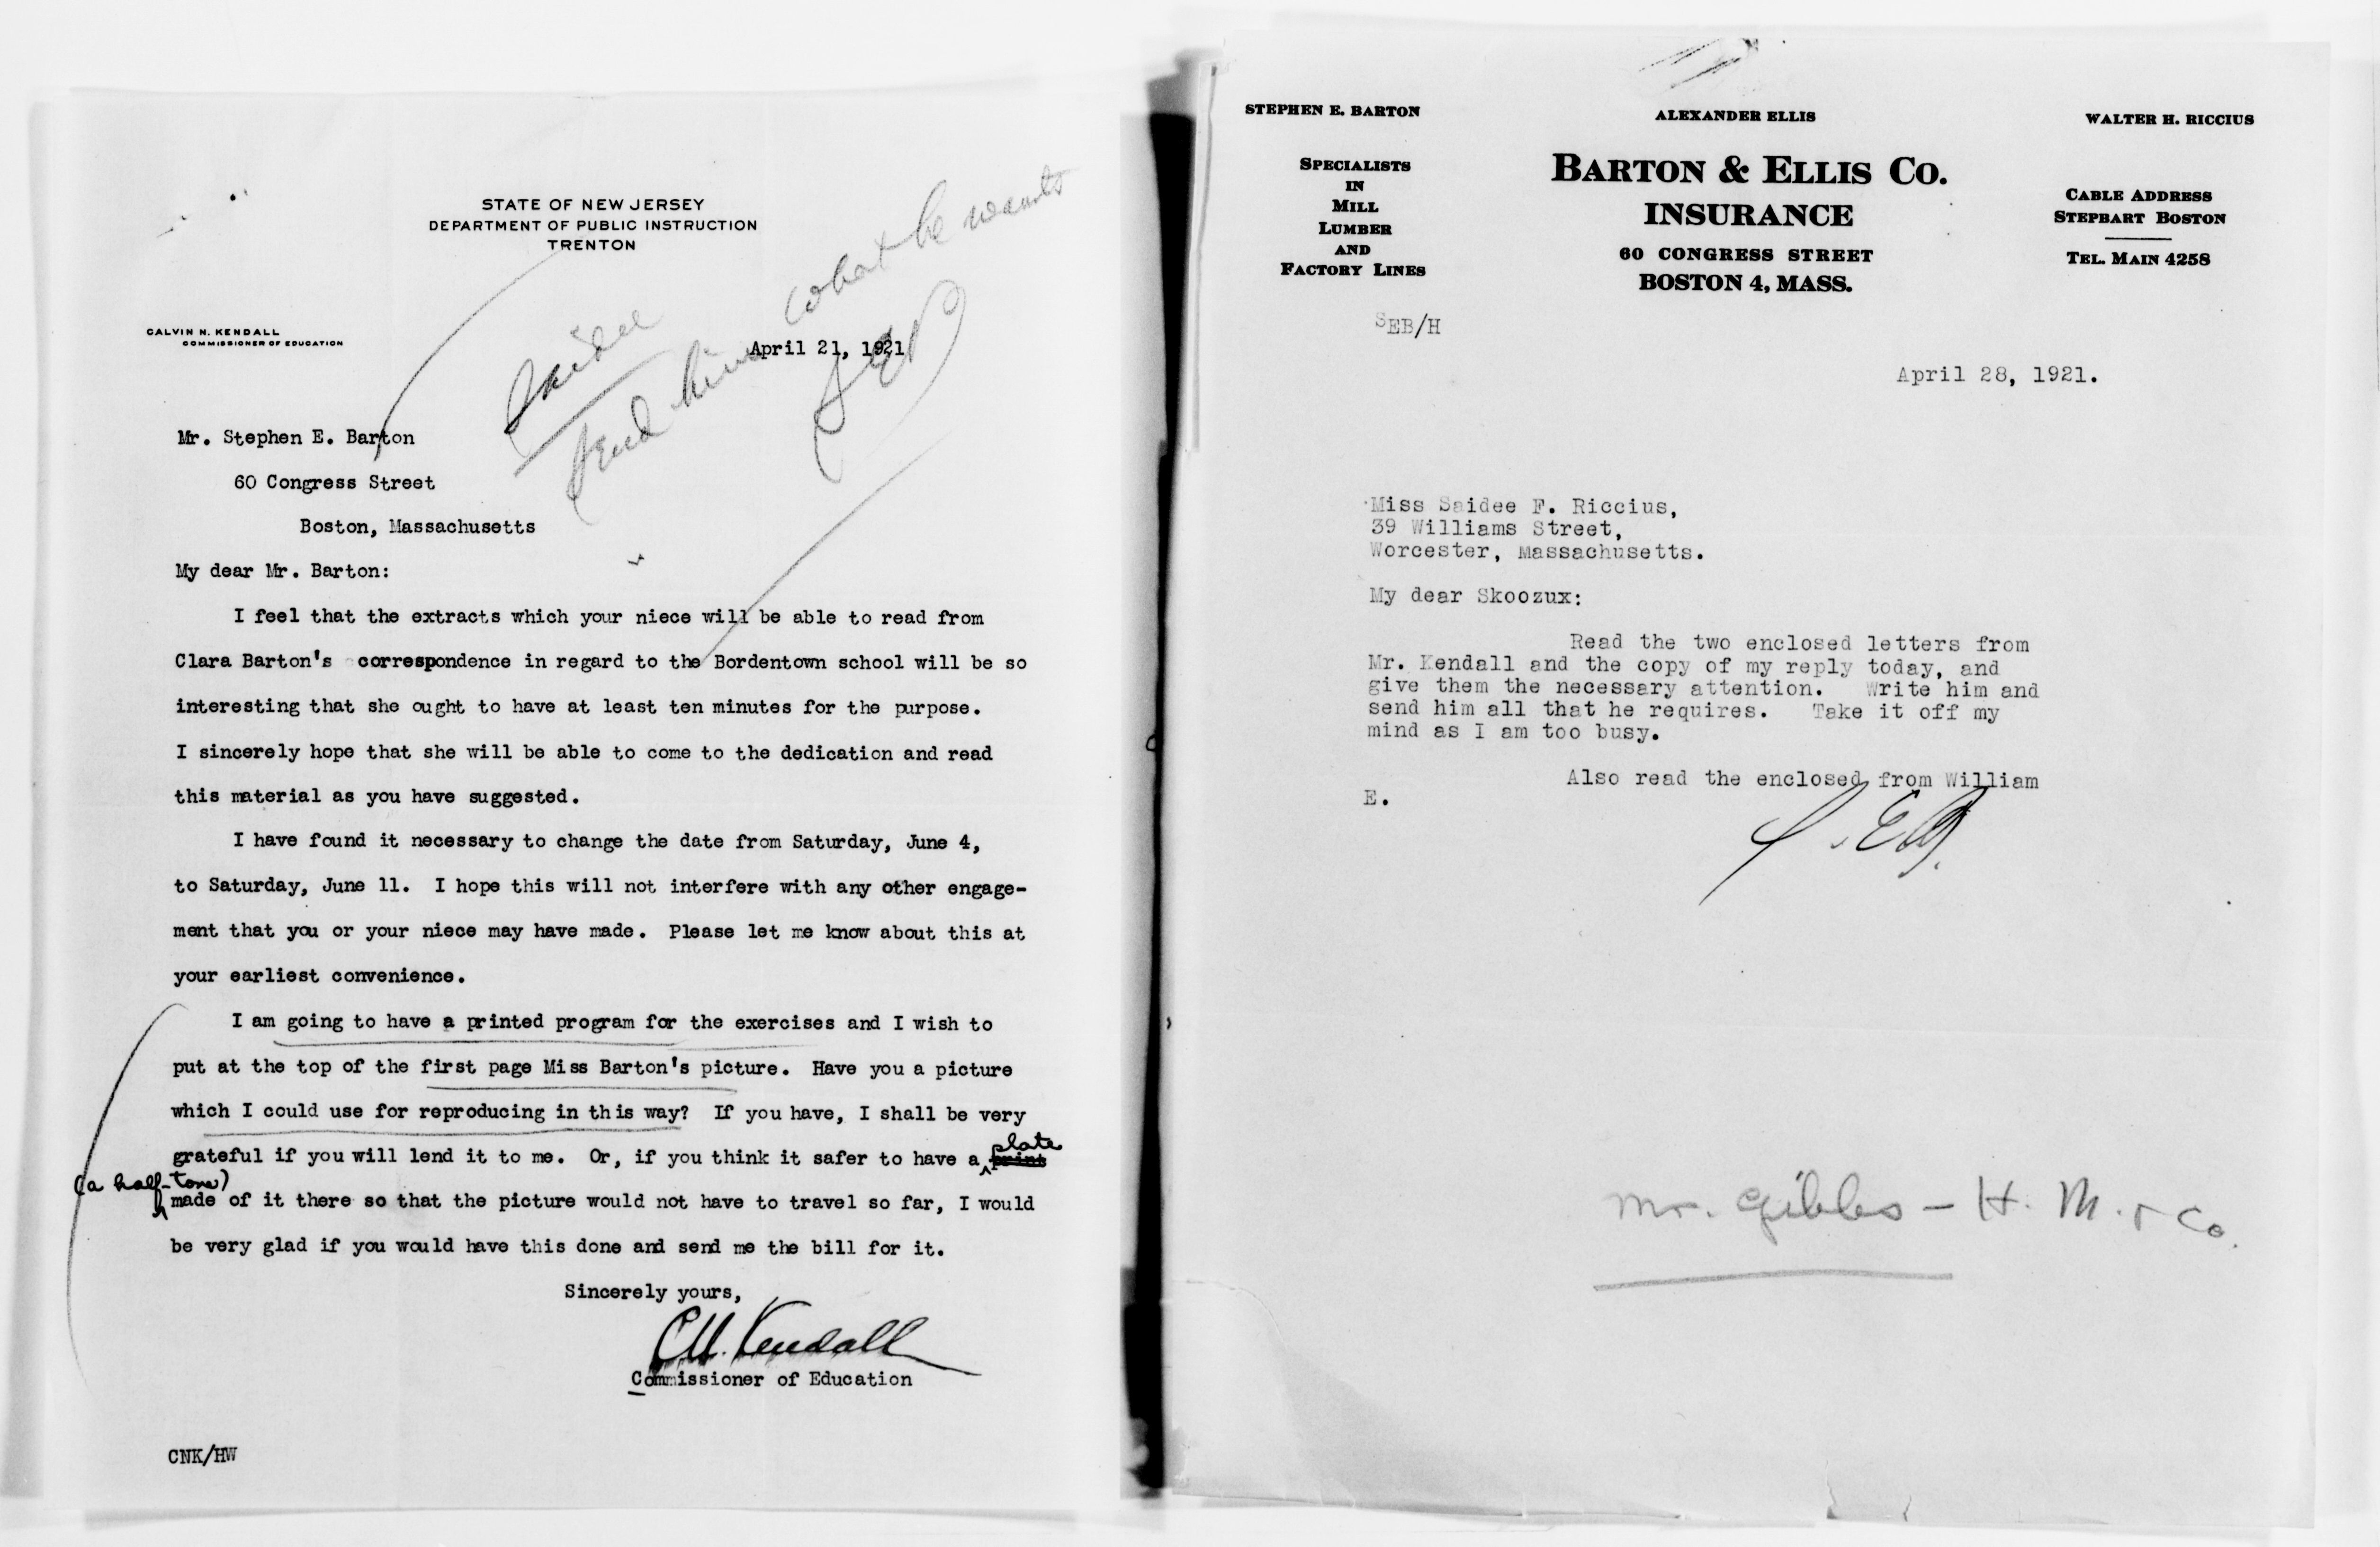 STATE OF NEW JERSEY
DEPARTMENT OF PUBLIC INSTRUCTION
TRENTON
CALVIN N. KENDALL
COMMISSIONER OF EDUCATION
Saidee
Send him what he wants
SEB
April 21, 1921
Mr. Stephen E. Barton
60 Congress Street
Boston, Massachusetts
My dear Mr. Barton:
I feel that the extracts which your niece will be able to read from
Clara Barton's correspondence in regard to the Bordentown school will be so
interesting that she ought to have at least ten minutes for the purpose.
I sincerely hope that she will be able to come to the dedication and read
this material as you have suggested.
I have found it necessary to change the date from Saturday, June 4,
to Saturday, June 11. I hope this will not interfere with any other engage-
ment that you or your niece may have made. Please let me know about this at
your earliest convenience.
I am going to have a printed program for the exercises and I wish to
put at the top of the first page Miss Barton's picture. Have you a picture
which I could use for reproducing in this way? If you have, I shall be very
grateful if you will lend it to me. Or, if you think it safer to have a print plate
(a half-tone)
made of it there so that the picture would not have to travel so far, I would
be very glad if you would have this done and send me the bill for it.
Sincerely yours,
C.N. Kendall
Commissioner of Education
CNK/HW
STEPHEN E. BARTON
ALEXANDER ELLIS
WALTER H. RICCIUS
SPECIALISTS
IN
MILL
LUMBER
AND
FACTORY LINES
BARTON & ELLIS CO.
INSURANCE
60 CONGRESS STREET
BOSTON 4, MASS.
CABLE ADDRESS
STEPBART BOSTON
TEL. MAIN 4258
SEB/H
April 28, 1921.
Miss Saidee F. Riccius,
39 Williams Street,
Worcester, Massachusetts.
My dear Skoozux:
Read the two enclosed letters from
Mr. Kendall and the copy of my reply today, and
give them the necessary attention. Write him and
send him all that he requires. Take it off my
mind as I am too busy.
Also read the enclosed from William
E.
S.E.B.
Mr. Gibbs - H. M. & Co.